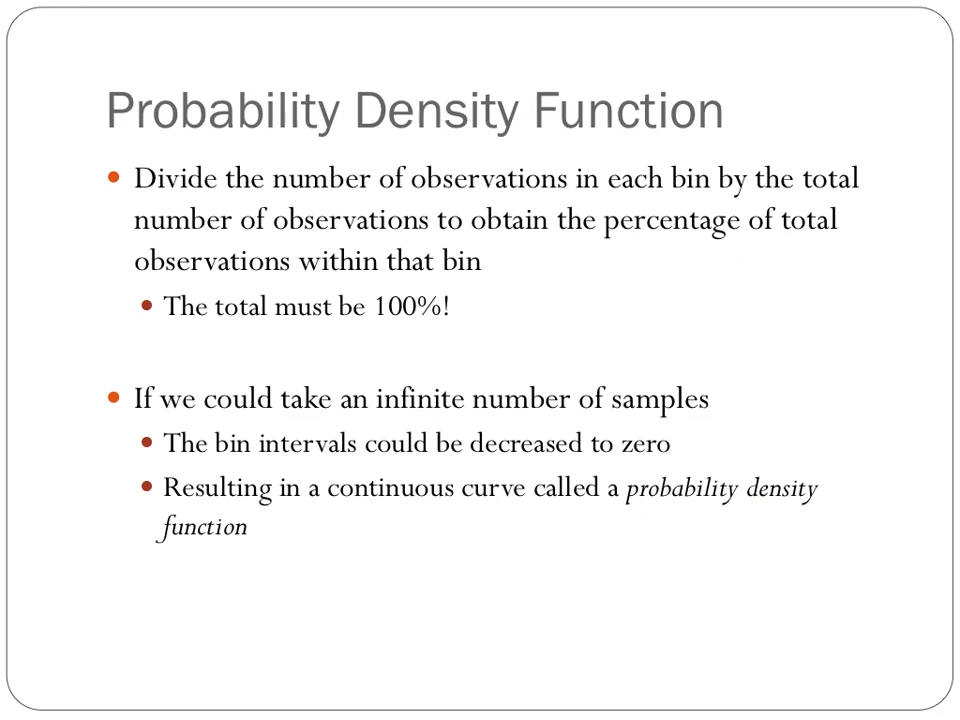 Probability Density Function
• Divide the number of observations in each bin by the total
number of observations to obtain the percentage of total
observations within that bin
• The total must be 100%!
• If we could take an infinite number of samples
• The bin intervals could be decreased to zero
• Resulting in a continuous curve called a probability density
function